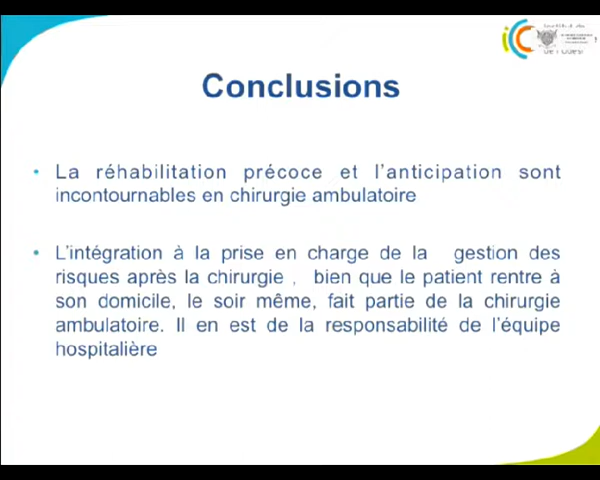 Conclusions
• La réhabilitation précoce et l'anticipation sont
incontournables en chirurgie ambulatoire
• L'intégration à la prise en charge de la gestion des
risques après la chirurgie , bien que le patient rentre à
son domicile, le soir même, fait partie de la chirurgie
ambulatoire. Il en est de la responsabilité de l'équipe
hospitalière